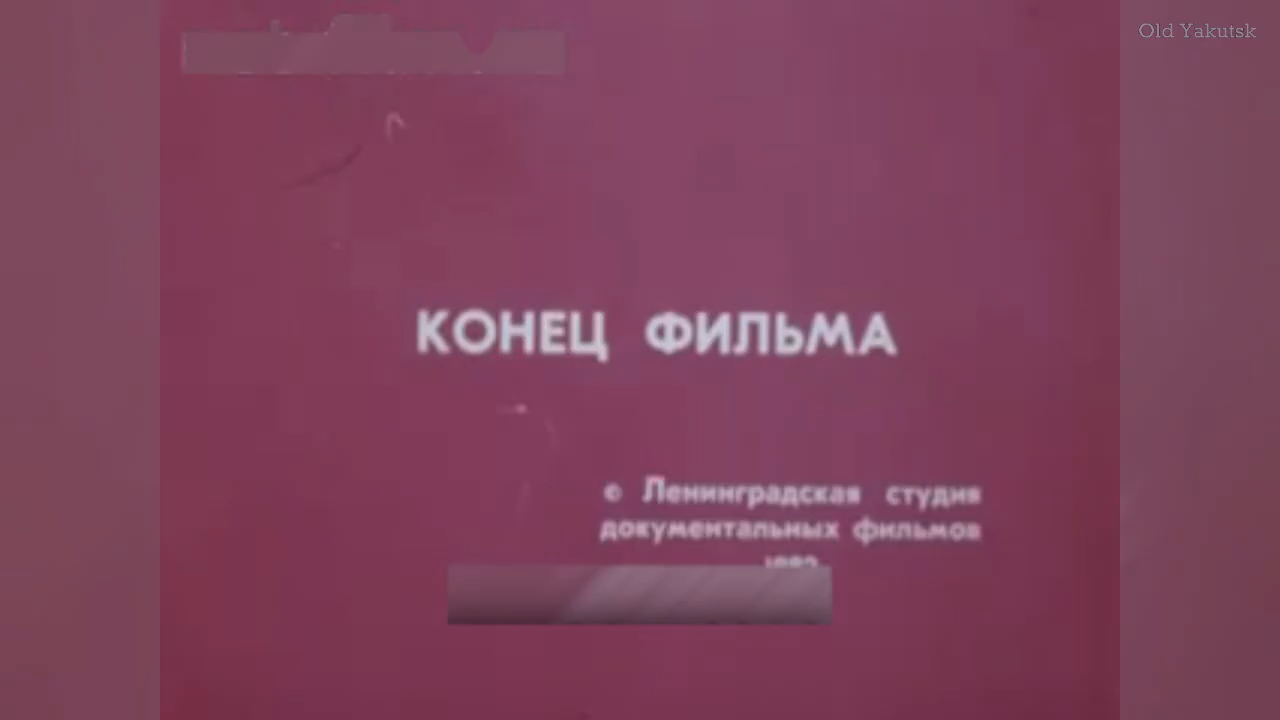 Old Yakutsk
КОНЕЦ ФИЛЬМА
© Ленинградская студия
документальных фильмов